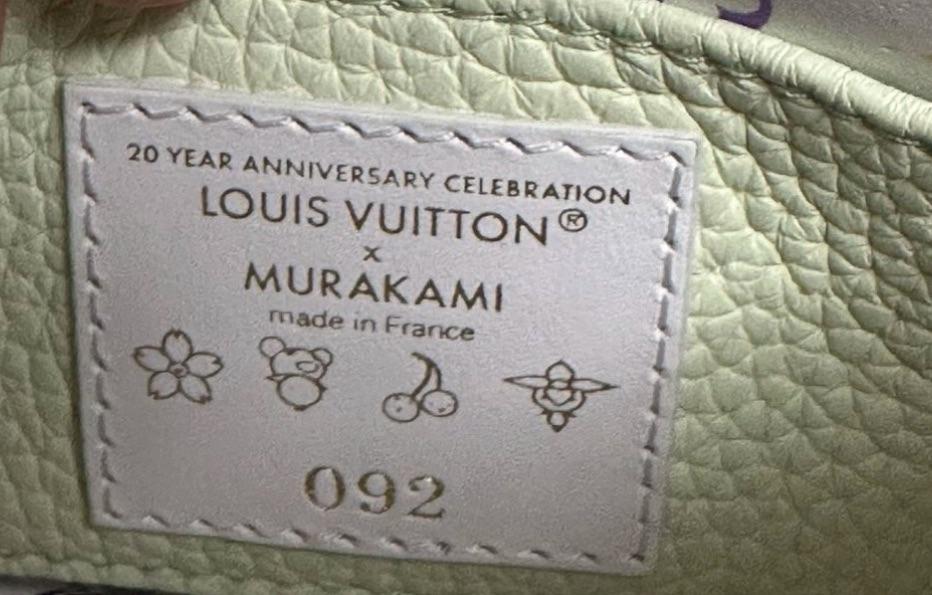 20 YEAR ANNIVERSARY CELEBRATION
LOUIS VUITTON®
x
MURAKAMI
made in France
092